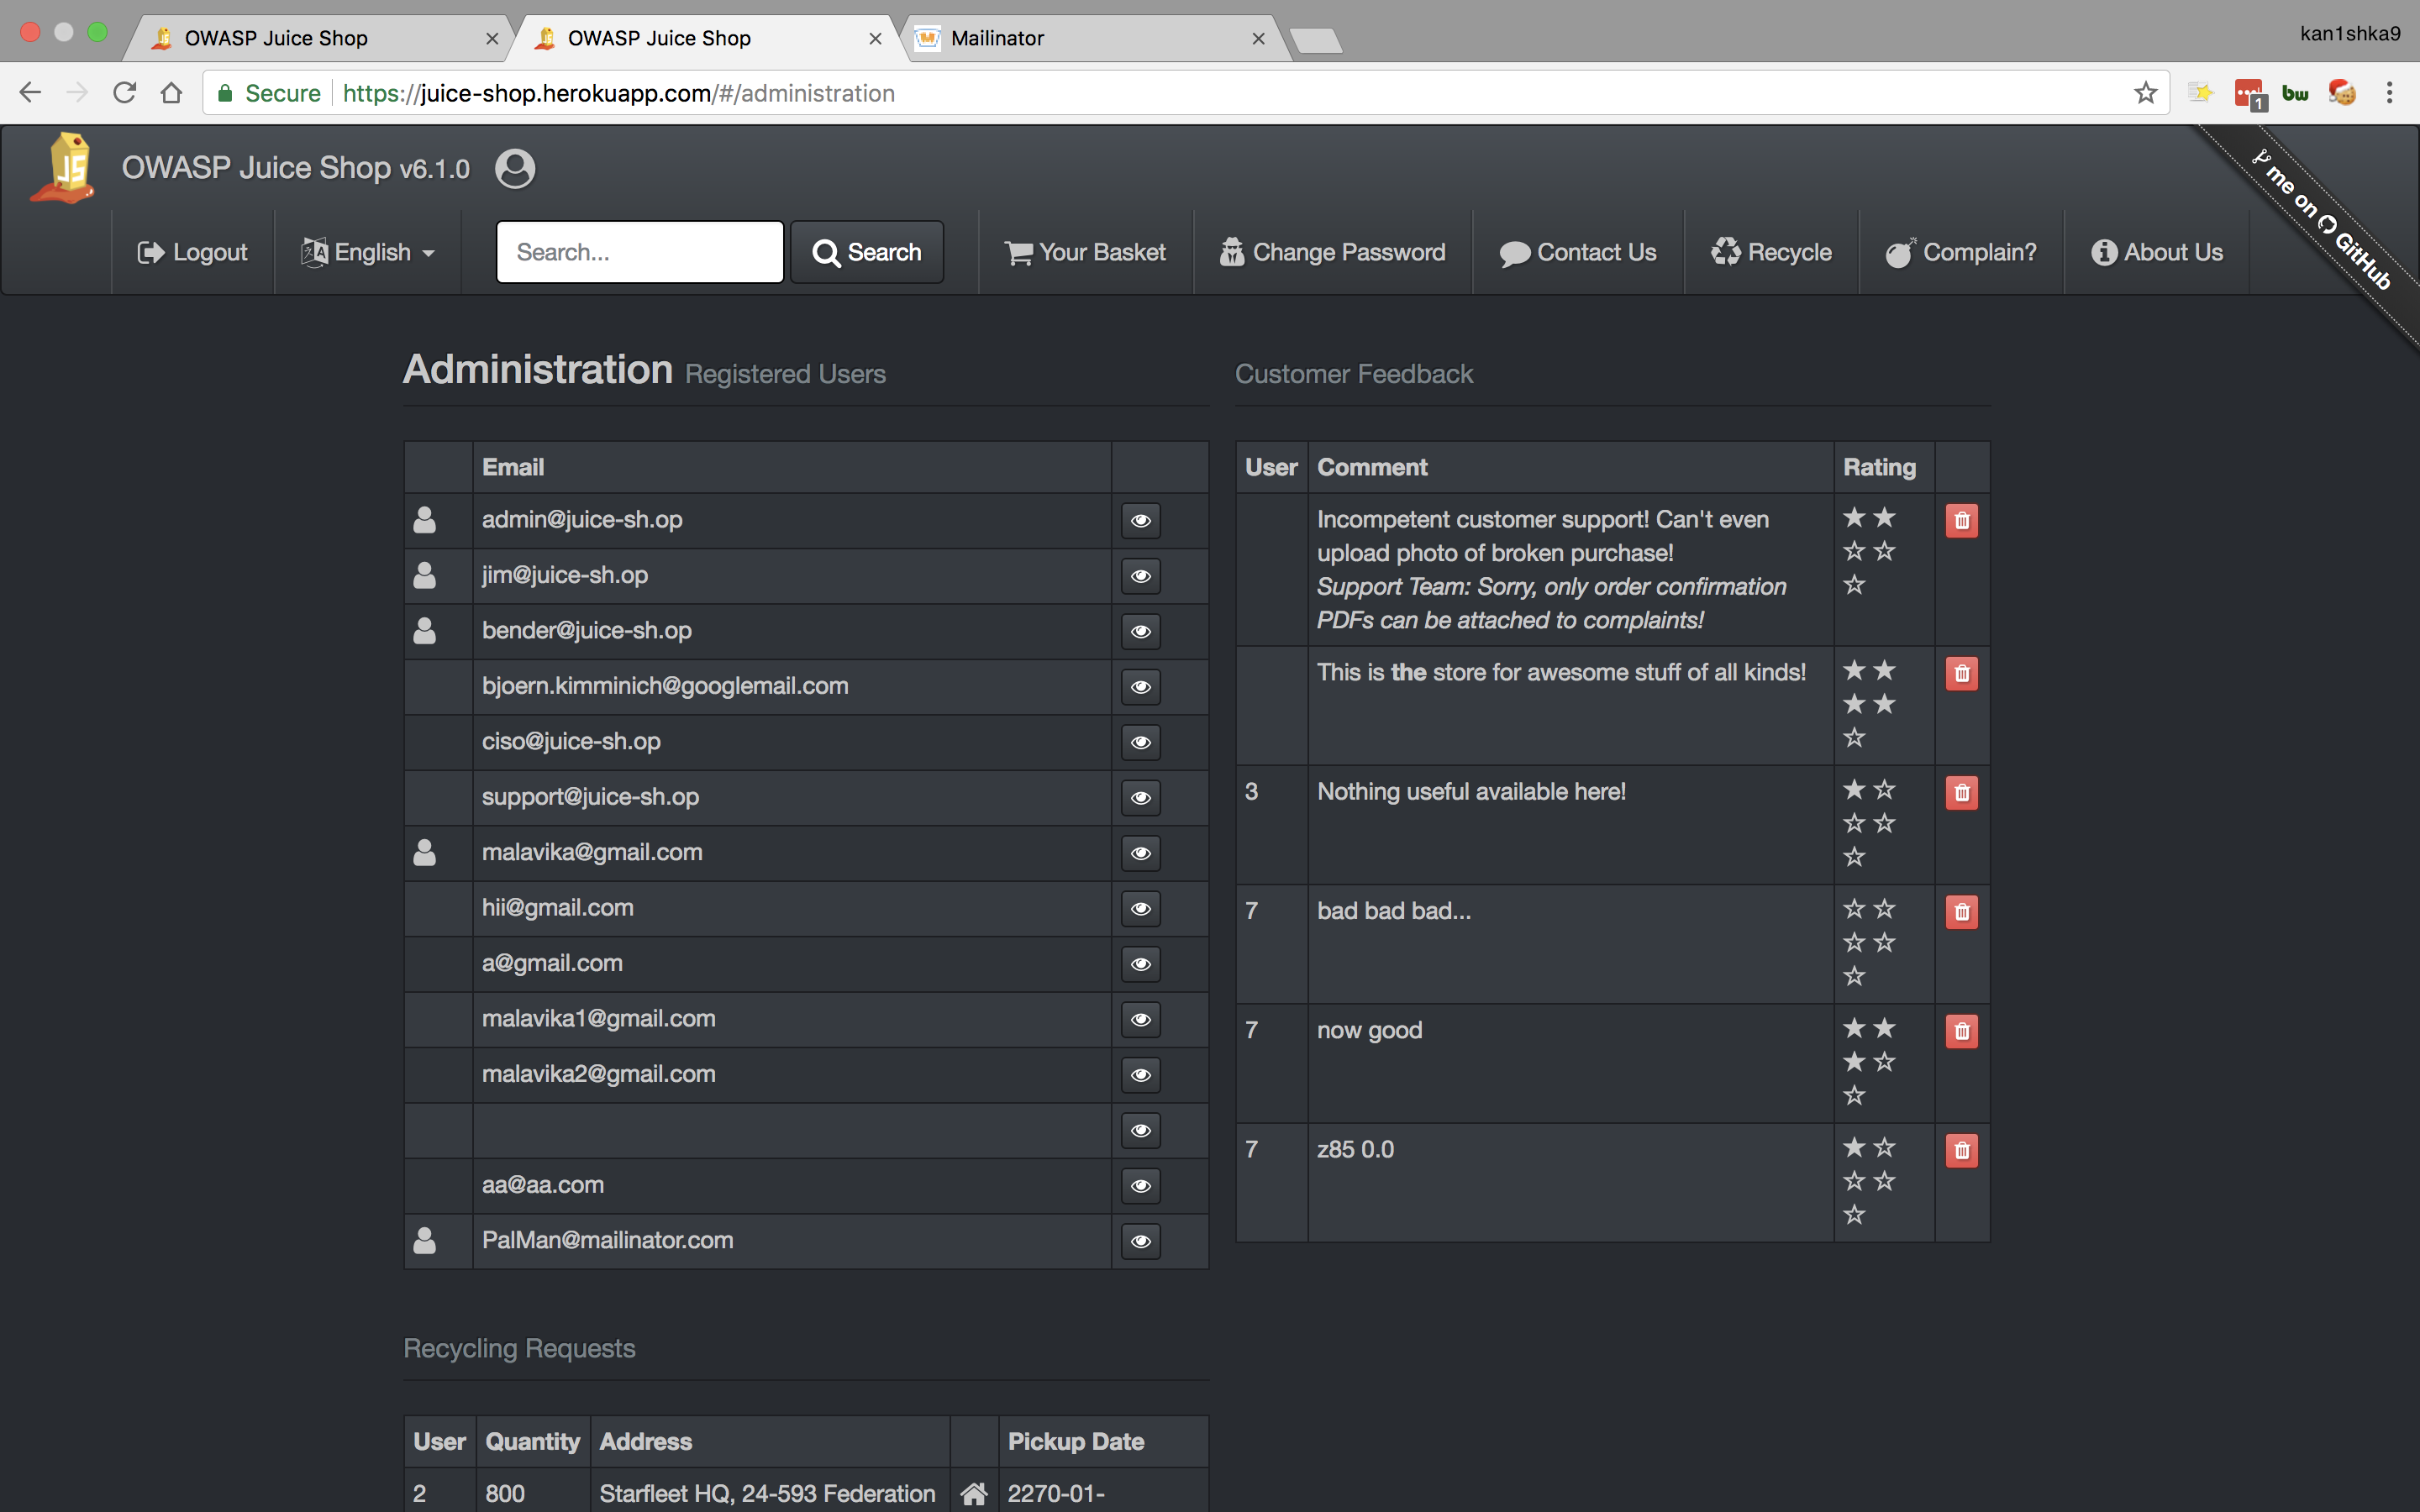 OWASP Juice Shop
OWASP Juice Shop
Mailinator
kan1shka9
Secure https://juice-shop.herokuapp.com/#/administration
1
bw
JS
OWASP Juice Shop v6.1.0
Logout
English
Search...
Search
Your Basket
Change Password
Contact Us
Recycle
Complain?
About Us
me on GitHub
Administration Registered Users
Email
admin@juice-sh.op
jim@juice-sh.op
bender@juice-sh.op
bjoern.kimminich@googlemail.com
ciso@juice-sh.op
support@juice-sh.op
malavika@gmail.com
hii@gmail.com
a@gmail.com
malavika1@gmail.com
malavika2@gmail.com
aa@aa.com
PalMan@mailinator.com
Customer Feedback
User Comment Rating
Incompetent customer support! Can't even
upload photo of broken purchase!
Support Team: Sorry, only order confirmation
PDFs can be attached to complaints!
This is the store for awesome stuff of all kinds!
3 Nothing useful available here!
7 bad bad bad...
7 now good
7 z85 0.0
Recycling Requests
User Quantity Address Pickup Date
2 800 Starfleet HQ, 24-593 Federation 2270-01-